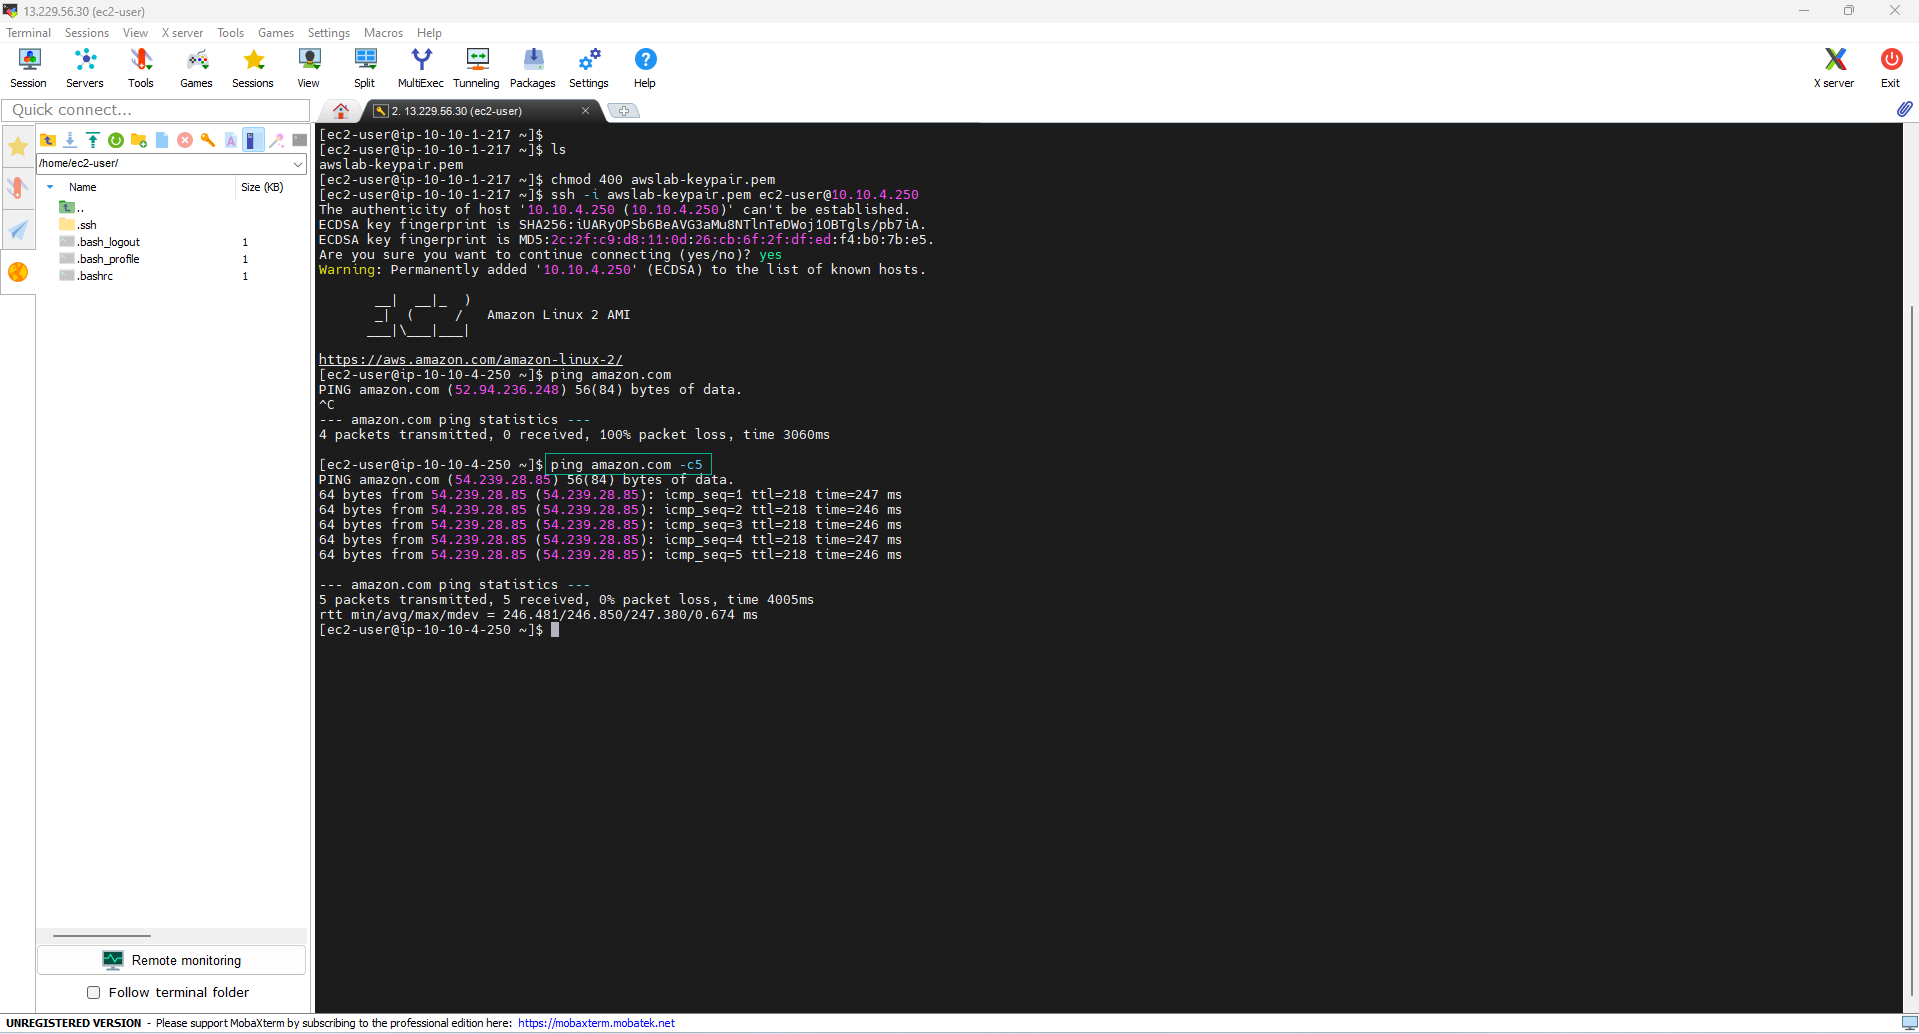 13.229.56.30 (ec2-user)
Terminal Sessions View X server Tools Games Settings Macros Help
Session Servers Tools Games Sessions View Split MultiExec Tunneling Packages Settings Help X server Exit
Quick connect...
2. 13.229.56.30 (ec2-user)
/home/ec2-user/
Name Size (KB)
..
.ssh
.bash_logout 1
.bash_profile 1
.bashrc 1
Remote monitoring
Follow terminal folder
[ec2-user@ip-10-10-1-217 ~]$
[ec2-user@ip-10-10-1-217 ~]$ ls
awslab-keypair.pem
[ec2-user@ip-10-10-1-217 ~]$ chmod 400 awslab-keypair.pem
[ec2-user@ip-10-10-1-217 ~]$ ssh -i awslab-keypair.pem ec2-user@10.10.4.250
The authenticity of host '10.10.4.250 (10.10.4.250)' can't be established.
ECDSA key fingerprint is SHA256:iUARyOPSb6BeAVG3aMu8NTlnTeDWoj1OBTgls/pb7iA.
ECDSA key fingerprint is MD5:2c:2f:c9:d8:11:0d:26:cb:6f:2f:df:ed:f4:b0:7b:e5.
Are you sure you want to continue connecting (yes/no)? yes
Warning: Permanently added '10.10.4.250' (ECDSA) to the list of known hosts.
__|  __|_  )
_|  (     /   Amazon Linux 2 AMI
___|\___|___|
https://aws.amazon.com/amazon-linux-2/
[ec2-user@ip-10-10-4-250 ~]$ ping amazon.com
PING amazon.com (52.94.236.248) 56(84) bytes of data.
^C
--- amazon.com ping statistics ---
4 packets transmitted, 0 received, 100% packet loss, time 3060ms
[ec2-user@ip-10-10-4-250 ~]$ ping amazon.com -c5
PING amazon.com (54.239.28.85) 56(84) bytes of data.
64 bytes from 54.239.28.85 (54.239.28.85): icmp_seq=1 ttl=218 time=247 ms
64 bytes from 54.239.28.85 (54.239.28.85): icmp_seq=2 ttl=218 time=246 ms
64 bytes from 54.239.28.85 (54.239.28.85): icmp_seq=3 ttl=218 time=246 ms
64 bytes from 54.239.28.85 (54.239.28.85): icmp_seq=4 ttl=218 time=247 ms
64 bytes from 54.239.28.85 (54.239.28.85): icmp_seq=5 ttl=218 time=246 ms
--- amazon.com ping statistics ---
5 packets transmitted, 5 received, 0% packet loss, time 4005ms
rtt min/avg/max/mdev = 246.481/246.850/247.380/0.674 ms
[ec2-user@ip-10-10-4-250 ~]$
UNREGISTERED VERSION - Please support MobaXterm by subscribing to the professional edition here: https://mobaxterm.mobatek.net